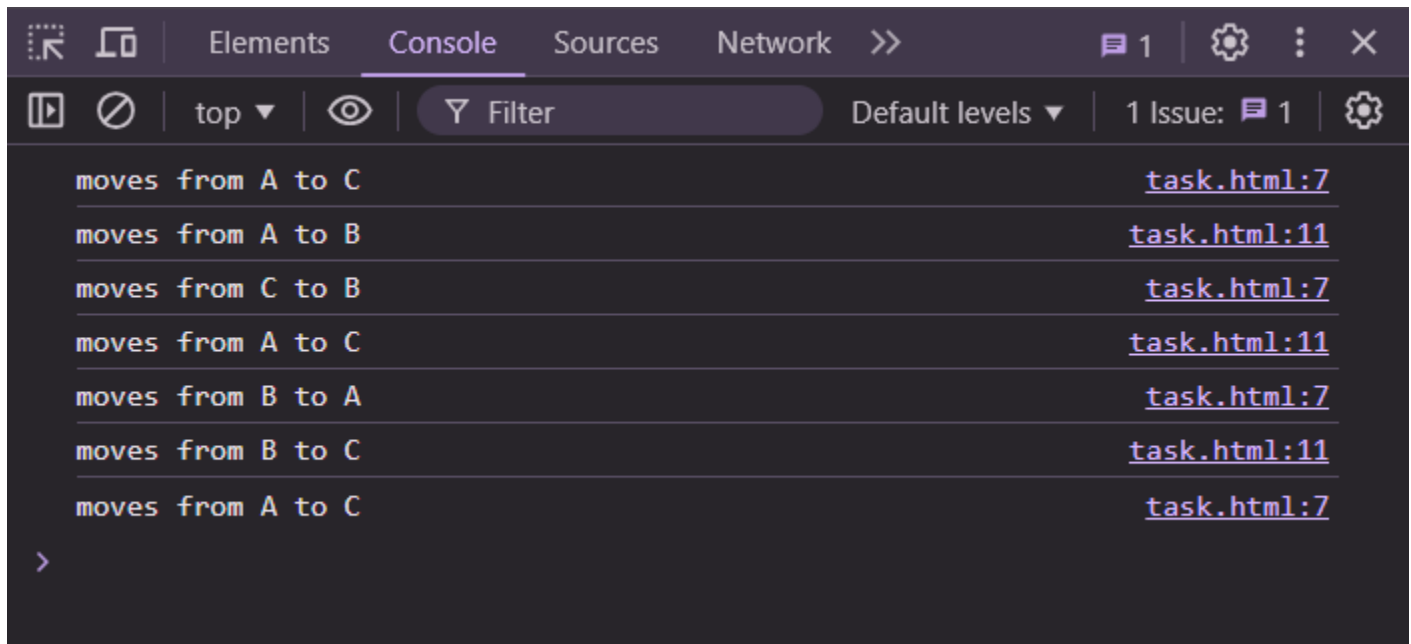 Elements Console Sources Network 1
top Filter Default levels 1 Issue: 1
moves from A to C task.html:7
moves from A to B task.html:11
moves from C to B task.html:7
moves from A to C task.html:11
moves from B to A task.html:7
moves from B to C task.html:11
moves from A to C task.html:7